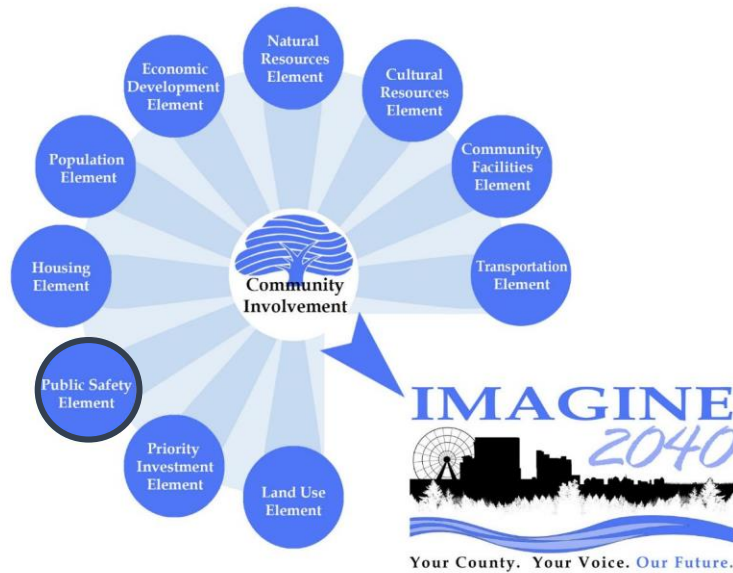 Natural
Resources
Element
Economic
Development
Element
Cultural
Resources
Element
Population
Element
Community
Facilities
Element
Housing
Element
Community
Involvement
Transportation
Element
Public Safety
Element
Priority
Investment
Element
Land Use
Element
IMAGINE
2040
Your County. Your Voice. Our Future.